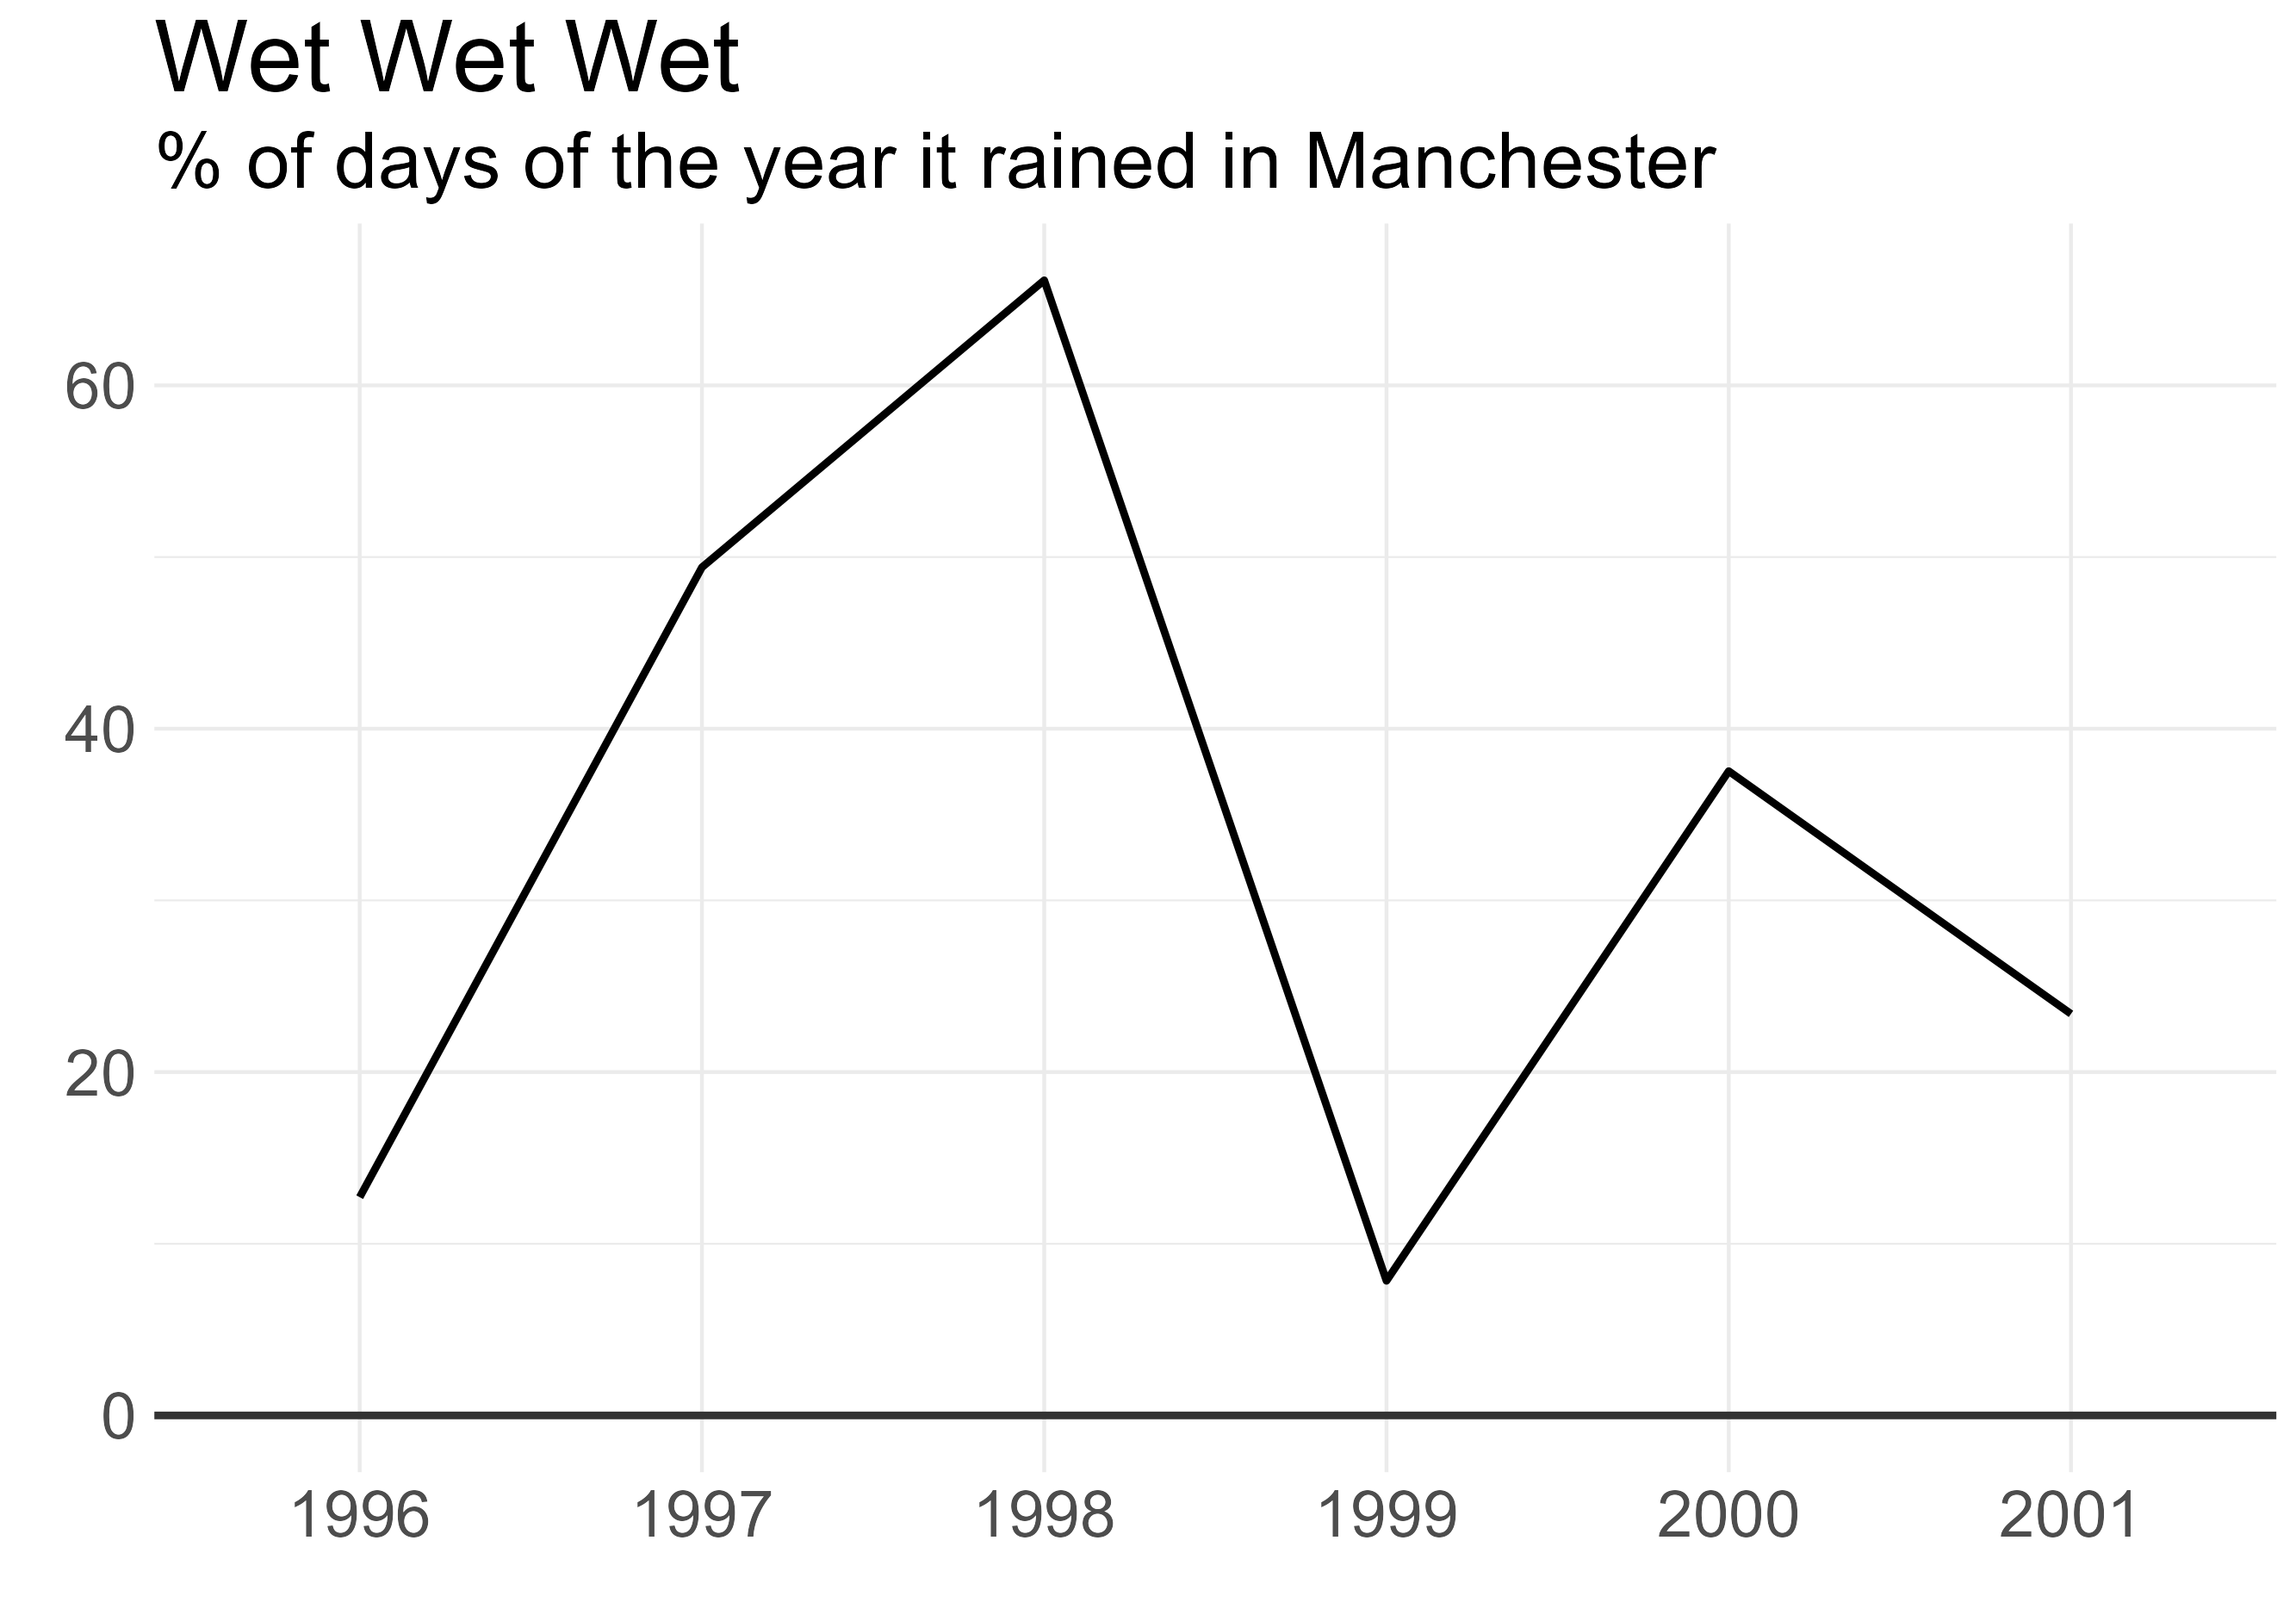 Wet Wet Wet
% of days of the year it rained in Manchester
60
40
20
0
1996 1997 1998 1999 2000 2001